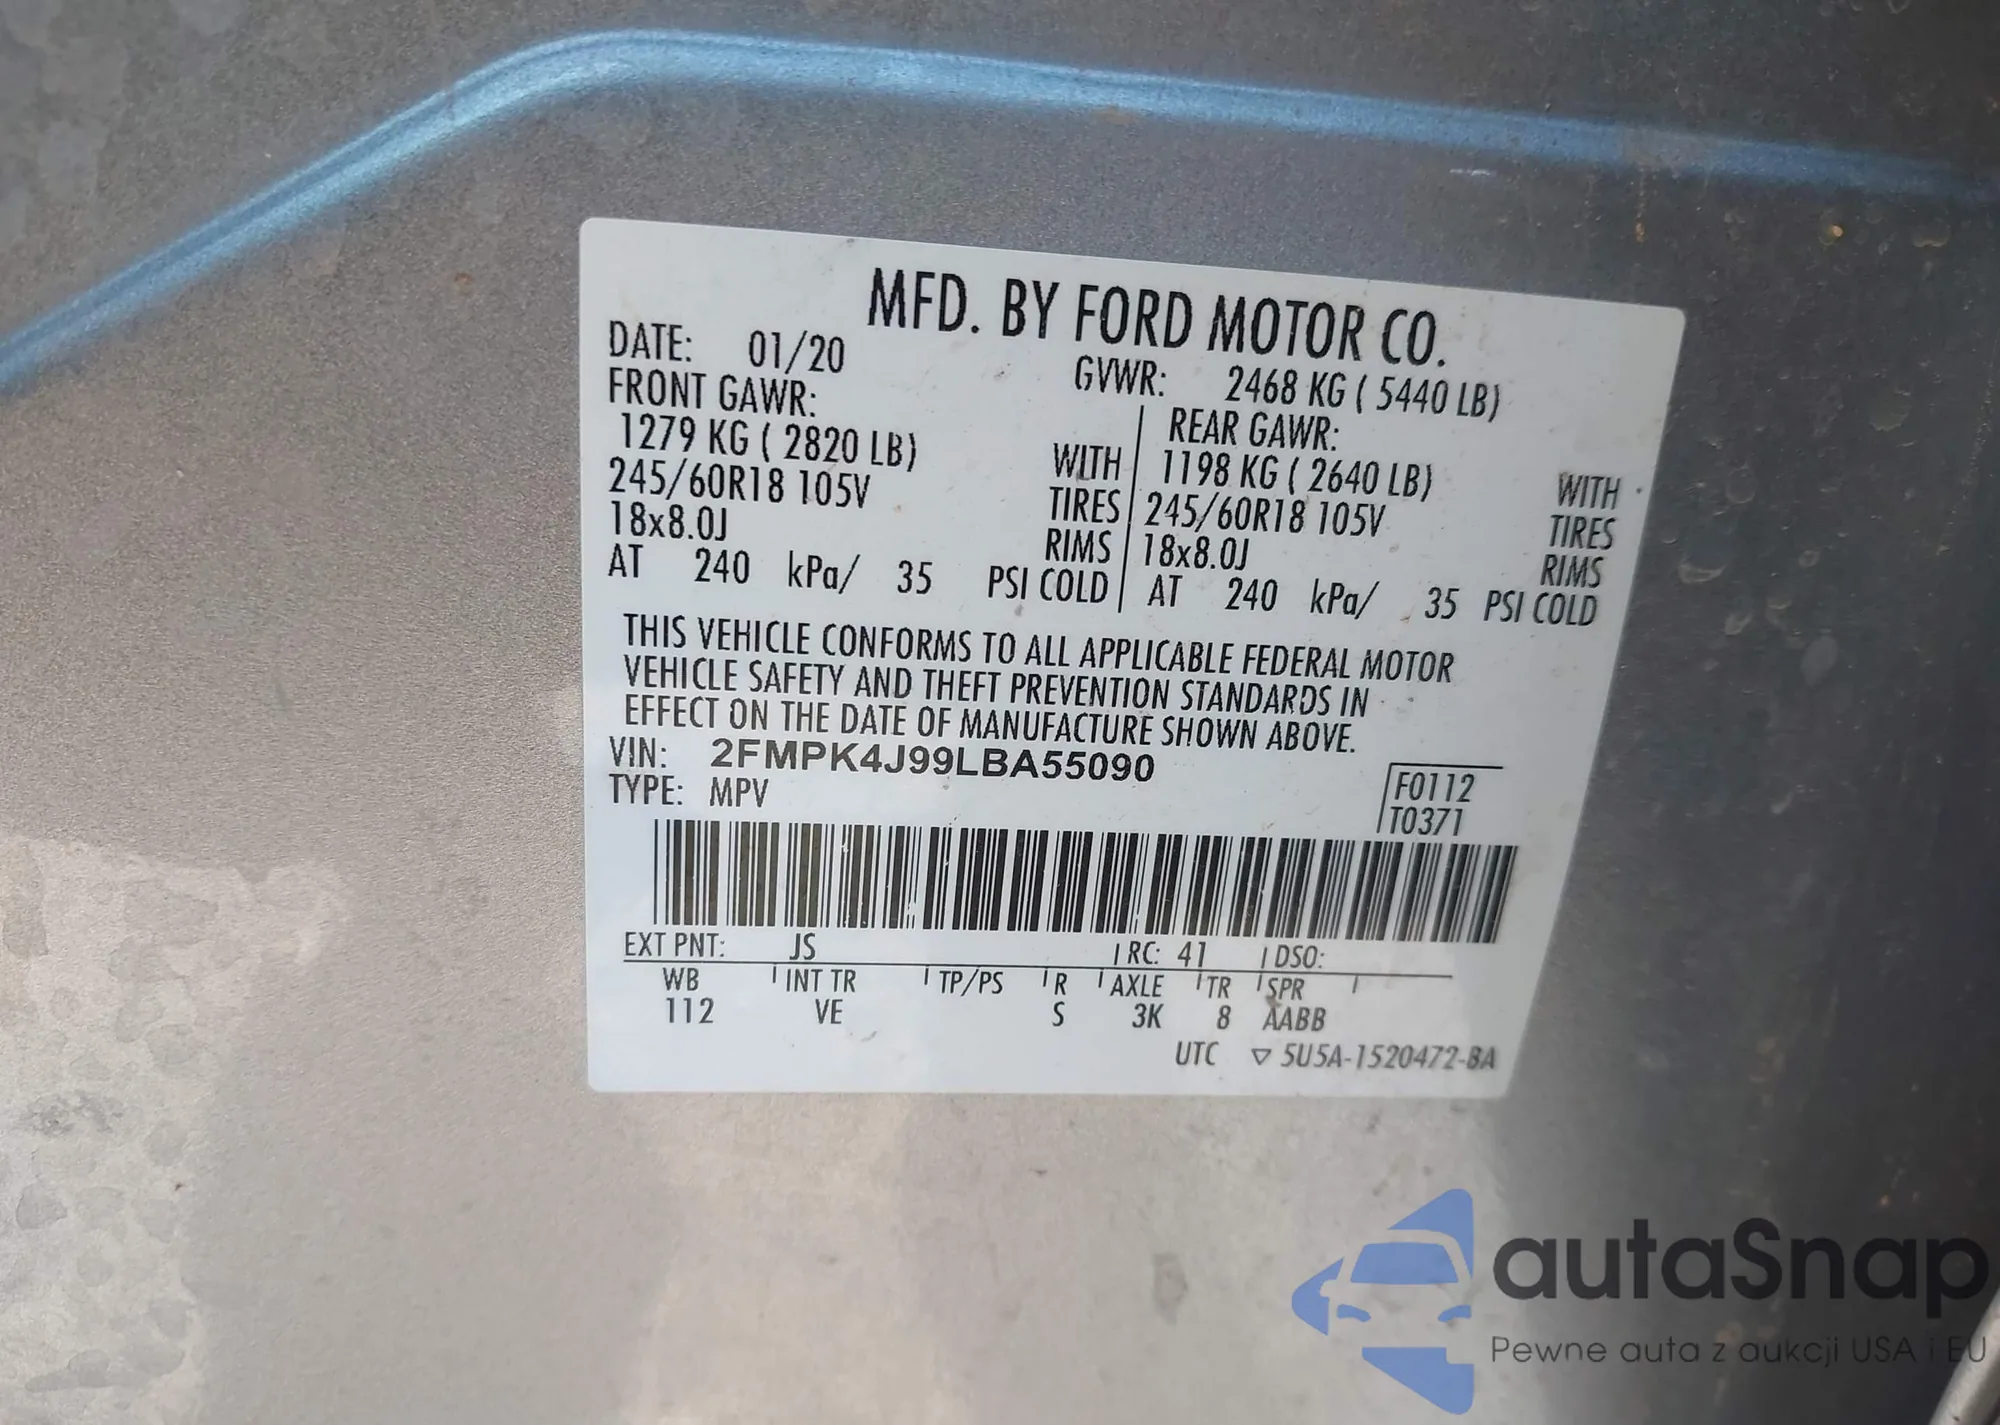 MFD. BY FORD MOTOR CO.
DATE: 01/20 GVWR: 2468 KG ( 5440 LB)
FRONT GAWR: REAR GAWR:
1279 KG ( 2820 LB) WITH 1198 KG ( 2640 LB) WITH
245/60R18 105V TIRES 245/60R18 105V TIRES
18x8.0J RIMS 18x8.0J RIMS
AT 240 kPa/ 35 PSI COLD AT 240 kPa/ 35 PSI COLD
THIS VEHICLE CONFORMS TO ALL APPLICABLE FEDERAL MOTOR
VEHICLE SAFETY AND THEFT PREVENTION STANDARDS IN
EFFECT ON THE DATE OF MANUFACTURE SHOWN ABOVE.
VIN: 2FMPK4J99LBA55090
TYPE: MPV
F0112
T0371
EXT PNT: JS RC: 41 DSO:
WB INT TR TP/PS R AXLE TR SPR
112 VE S 3K 8 AABB
UTC ▽ 5U5A-1520472-BA
autaSnap
Pewne auta z aukcji USA i EU